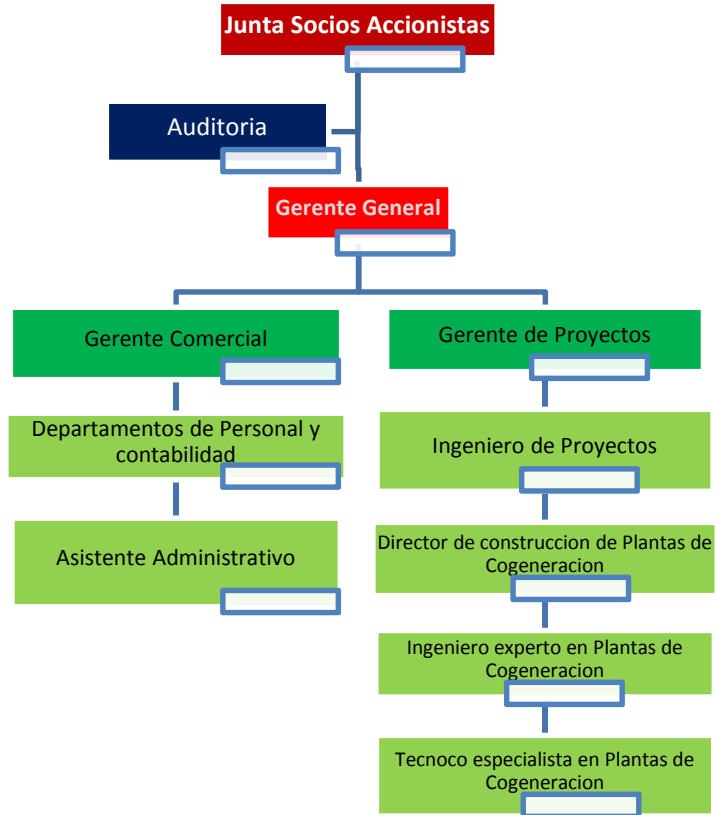 Junta Socios Accionistas
Auditoria
Gerente General
Gerente Comercial
Gerente de Proyectos
Departamentos de Personal y
contabilidad
Ingeniero de Proyectos
Asistente Administrativo
Director de construccion de Plantas de
Cogeneracion
Ingeniero experto en Plantas de
Cogeneracion
Tecnoco especialista en Plantas de
Cogeneracion